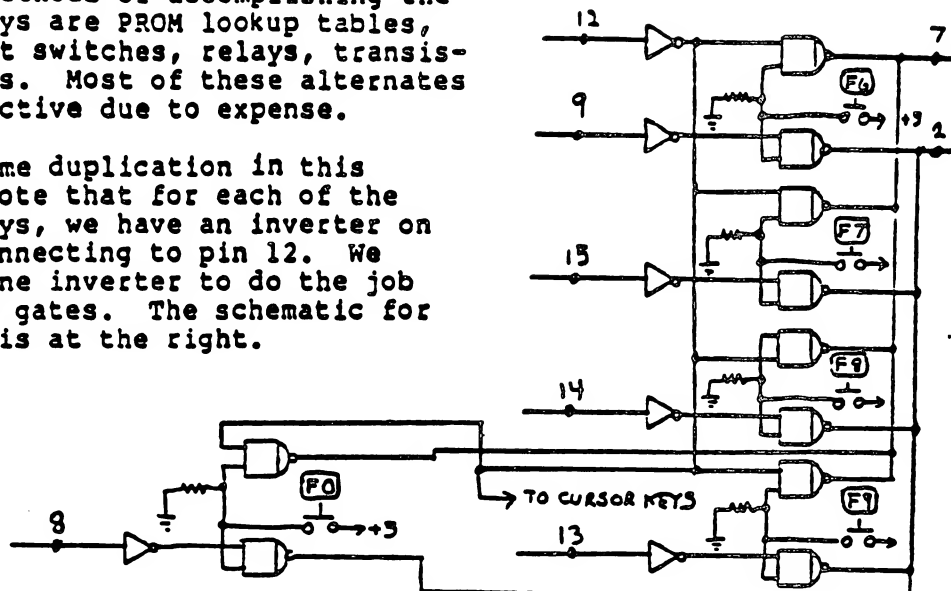 of accomplishing the
ys are PROM lookup tables,
t switches, relays, transis-
s. Most of these alternates
ctive due to expense.
me duplication in this
ote that for each of the
ys, we have an inverter on
nnecting to pin 12. We
ne inverter to do the job
gates. The schematic for
is at the right.
12
7
F6
+5
9
2
F7
15
F8
14
F0
+5
TO CURSOR KEYS
F9
8
13